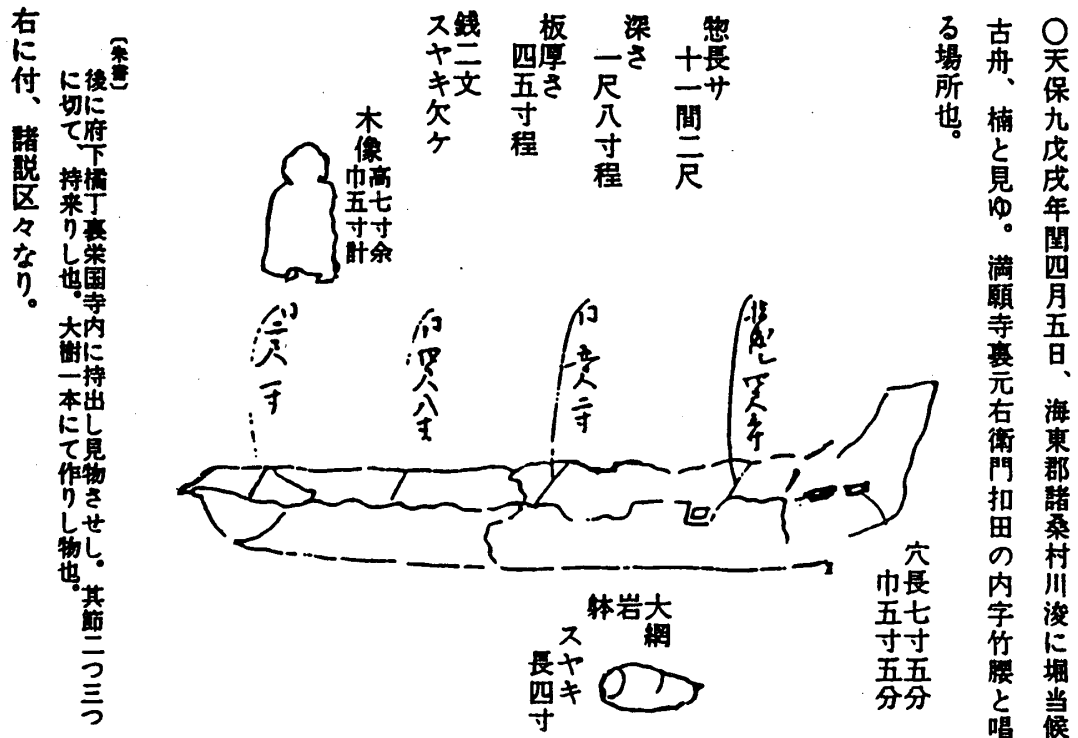 〇天保九戊戌年閏四月五日、海東郡諸桑村川浚に堀当候
古舟、楠と見ゆ。満願寺裏元右衛門扣田の内字竹腰と唱
る場所也。
惣長サ
十一間二尺
深さ
一尺八寸程
板厚さ
四五寸程
銭二文
スヤキ欠ケ
木像高七寸余
巾五寸計
穴長七寸五分
巾五寸五分
大網
岩
躰
スヤキ
長四寸
〔朱書〕
後に府下橘丁裏栄国寺内に持出し見物させし。其節二つ三つ
に切て、持来りし也。大樹一本にて作りし物也。
右に付、諸説区々なり。